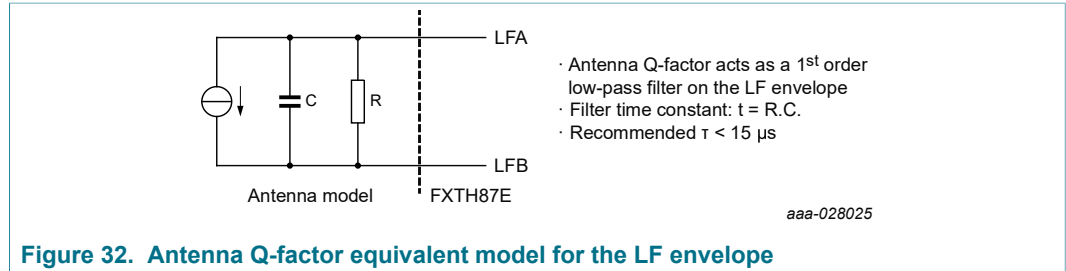 LFA
· Antenna Q-factor acts as a 1st order
low-pass filter on the LF envelope
· Filter time constant: t = R.C.
· Recommended τ < 15 µs
C
R
LFB
Antenna model
FXTH87E
aaa-028025
Figure 32. Antenna Q-factor equivalent model for the LF envelope